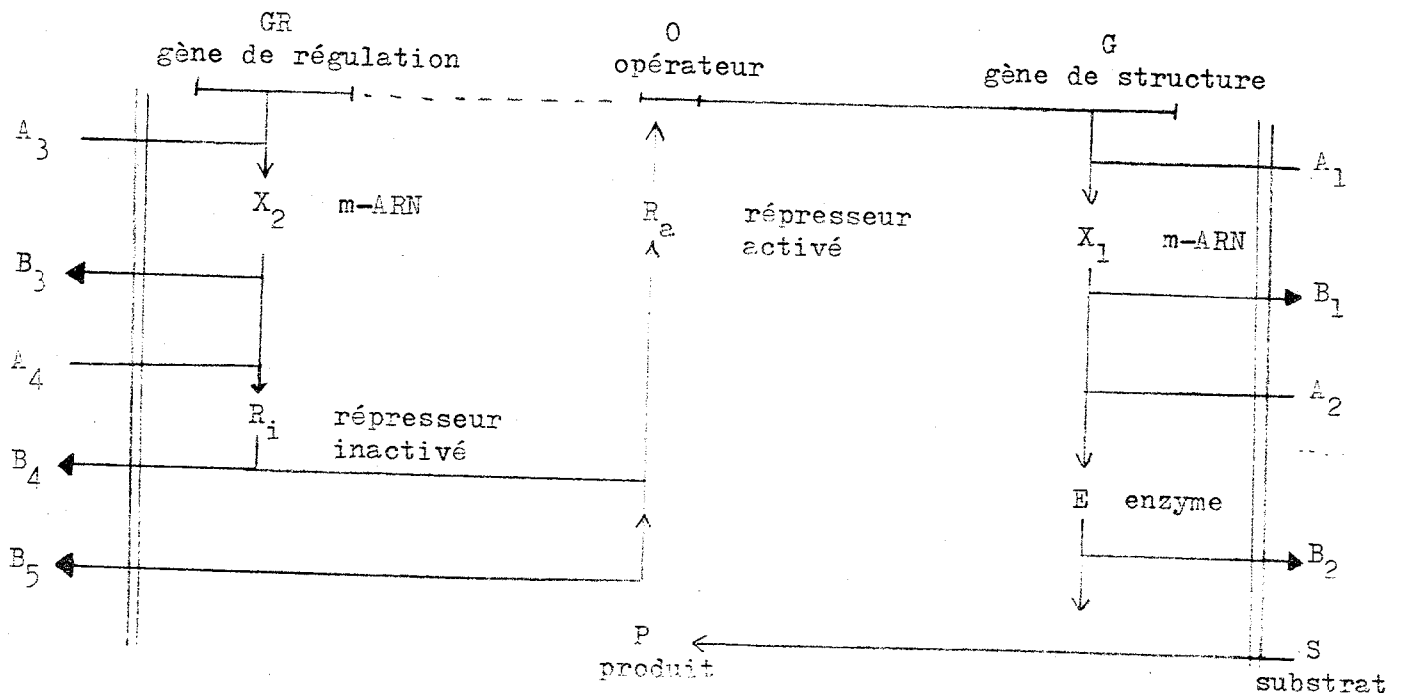 GR
gène de régulation
O
opérateur
G
gène de structure
A3
A1
X2 m-ARN
Ra répresseur
activé
X1 m-ARN
B3
B1
A4
A2
Ri répresseur
inactivé
B4
E enzyme
B5
B2
P
produit
S
substrat